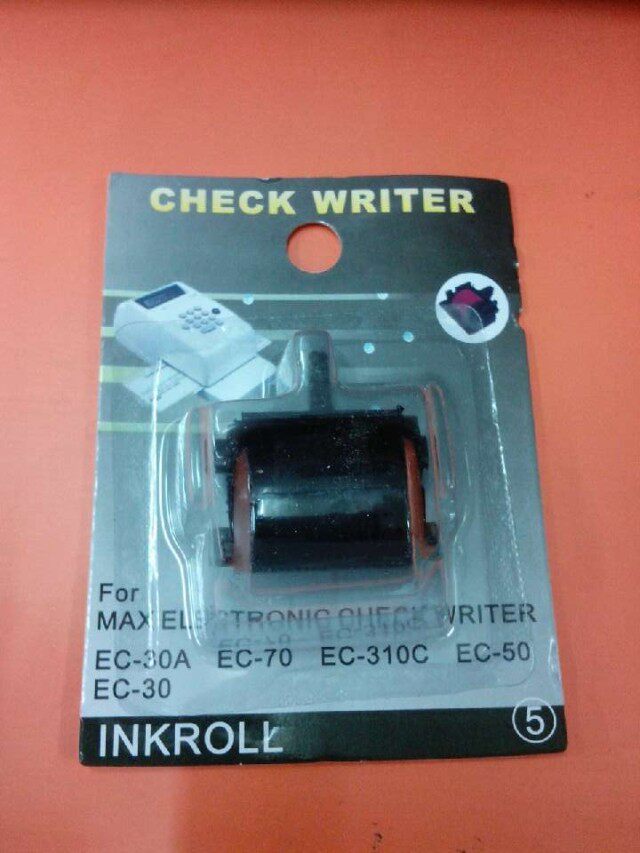 CHECK WRITER
For
MAX ELECTRONIC CHECK WRITER
EC-30A EC-70 EC-310C EC-50
EC-30
INKROLL
5